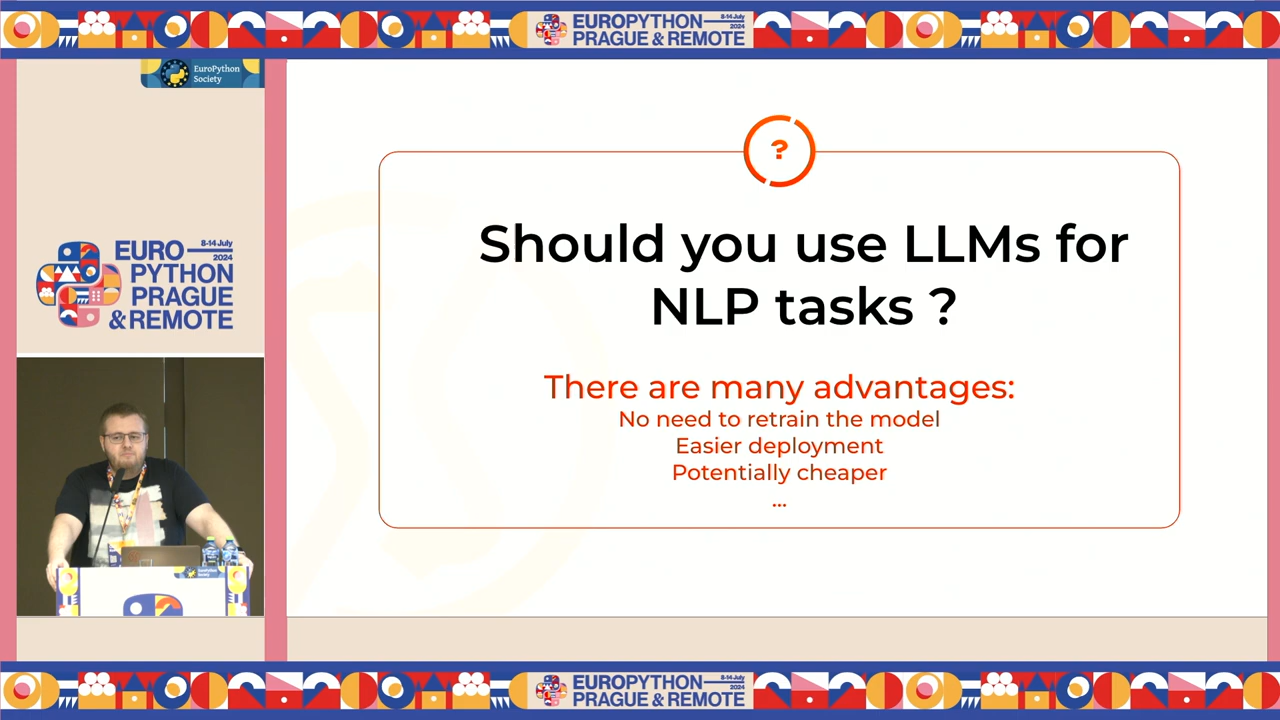 EUROPYTHON
8-14 July
2024
PRAGUE & REMOTE
EuroPython
Society
EURO
8-14 July
2024
PYTHON
PRAGUE
& REMOTE
?
Should you use LLMs for
NLP tasks ?
There are many advantages:
No need to retrain the model
Easier deployment
Potentially cheaper
...
EUROPYTHON
8-14 July
2024
PRAGUE & REMOTE